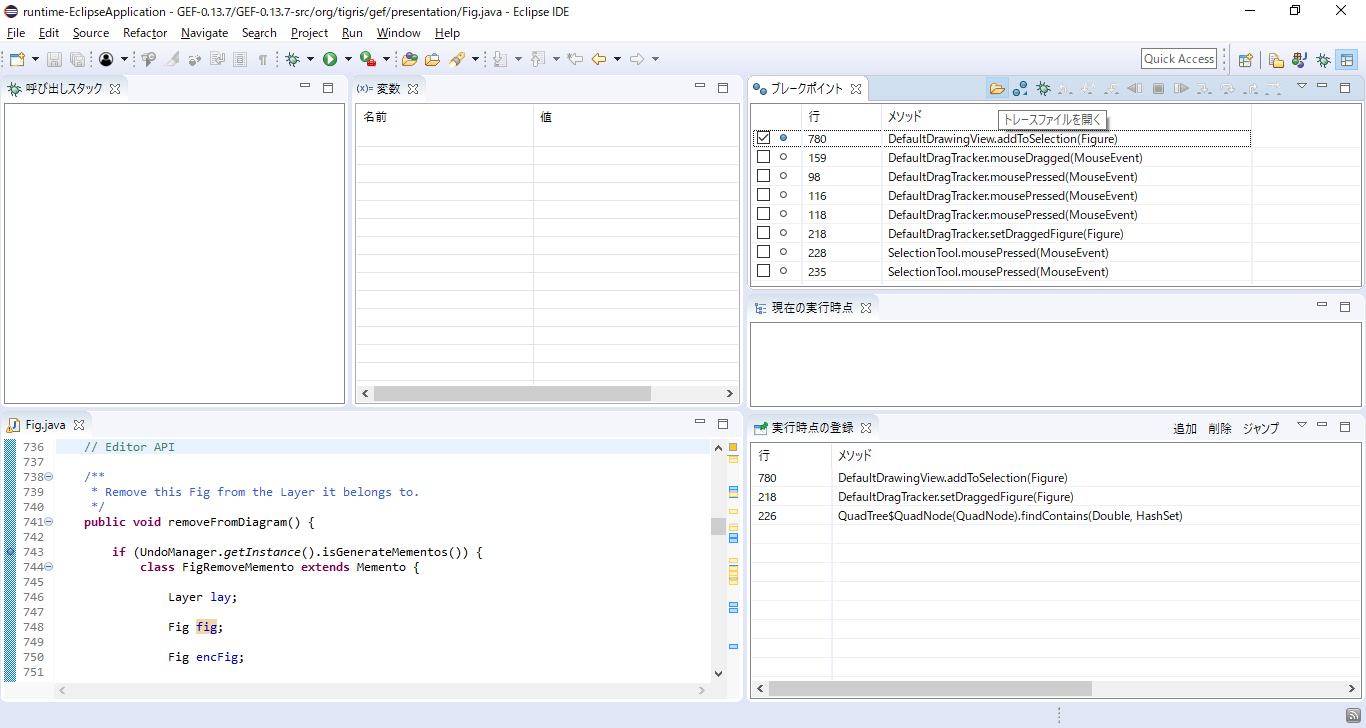 runtime-EclipseApplication - GEF-0.13.7/GEF-0.13.7-src/org/tigris/gef/presentation/Fig.java - Eclipse IDE
File Edit Source Refactor Navigate Search Project Run Window Help
Quick Access
呼び出しスタック
(x)= 変数
名前 値
ブレークポイント
行 メソッド
トレースファイルを開く
780 DefaultDrawingView.addToSelection(Figure)
159 DefaultDragTracker.mouseDragged(MouseEvent)
98 DefaultDragTracker.mousePressed(MouseEvent)
116 DefaultDragTracker.mousePressed(MouseEvent)
118 DefaultDragTracker.mousePressed(MouseEvent)
218 DefaultDragTracker.setDraggedFigure(Figure)
228 SelectionTool.mousePressed(MouseEvent)
235 SelectionTool.mousePressed(MouseEvent)
現在の実行時点
Fig.java
736 // Editor API
737
738 /**
739 * Remove this Fig from the Layer it belongs to.
740 */
741 public void removeFromDiagram() {
742
743 if (UndoManager.getInstance().isGenerateMementos()) {
744 class FigRemoveMemento extends Memento {
745
746 Layer lay;
747
748 Fig fig;
749
750 Fig encFig;
751
実行時点の登録 追加 削除 ジャンプ
行 メソッド
780 DefaultDrawingView.addToSelection(Figure)
218 DefaultDragTracker.setDraggedFigure(Figure)
226 QuadTree$QuadNode(QuadNode).findContains(Double, HashSet)